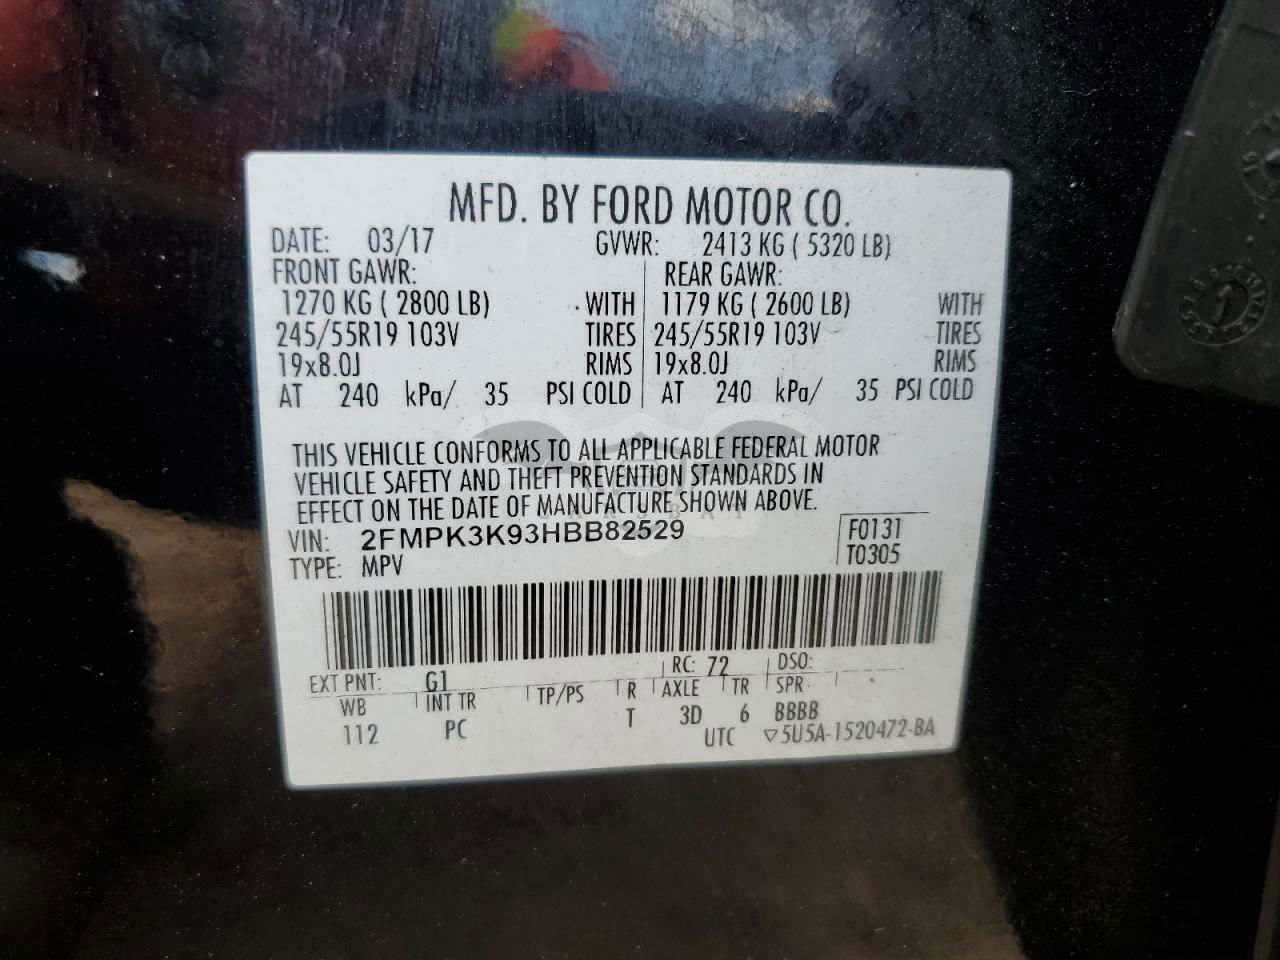 MFD. BY FORD MOTOR CO.
DATE: 03/17 GVWR: 2413 KG ( 5320 LB)
FRONT GAWR: REAR GAWR:
1270 KG ( 2800 LB) WITH 1179 KG ( 2600 LB) WITH
245/55R19 103V TIRES 245/55R19 103V TIRES
19x8.0J RIMS 19x8.0J RIMS
AT 240 kPa/ 35 PSI COLD AT 240 kPa/ 35 PSI COLD
THIS VEHICLE CONFORMS TO ALL APPLICABLE FEDERAL MOTOR
VEHICLE SAFETY AND THEFT PREVENTION STANDARDS IN
EFFECT ON THE DATE OF MANUFACTURE SHOWN ABOVE.
VIN: 2FMPK3K93HBB82529 F0131
TYPE: MPV T0305
EXT PNT: G1 RC: 72 DSO:
WB INT TR TP/PS R AXLE TR SPR
112 PC T 3D 6 BBBB
UTC ▽5U5A-1520472-BA